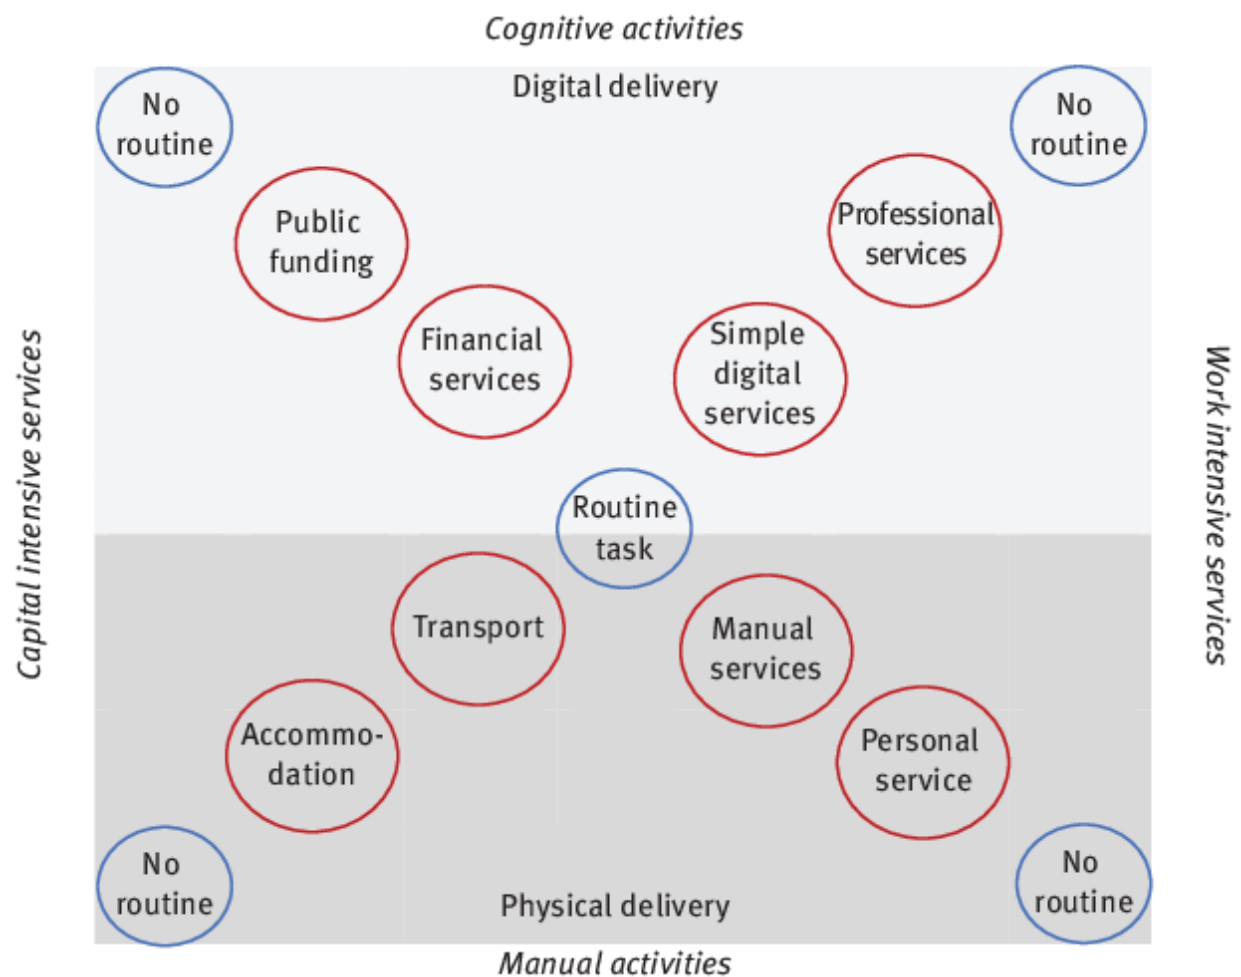 Cognitive activities
Digital delivery
No
routine
No
routine
Public
funding
Professional
services
Financial
services
Simple
digital
services
Capital intensive services
Work intensive services
Routine
task
Transport
Manual
services
Accommo-
dation
Personal
service
No
routine
No
routine
Physical delivery
Manual activities